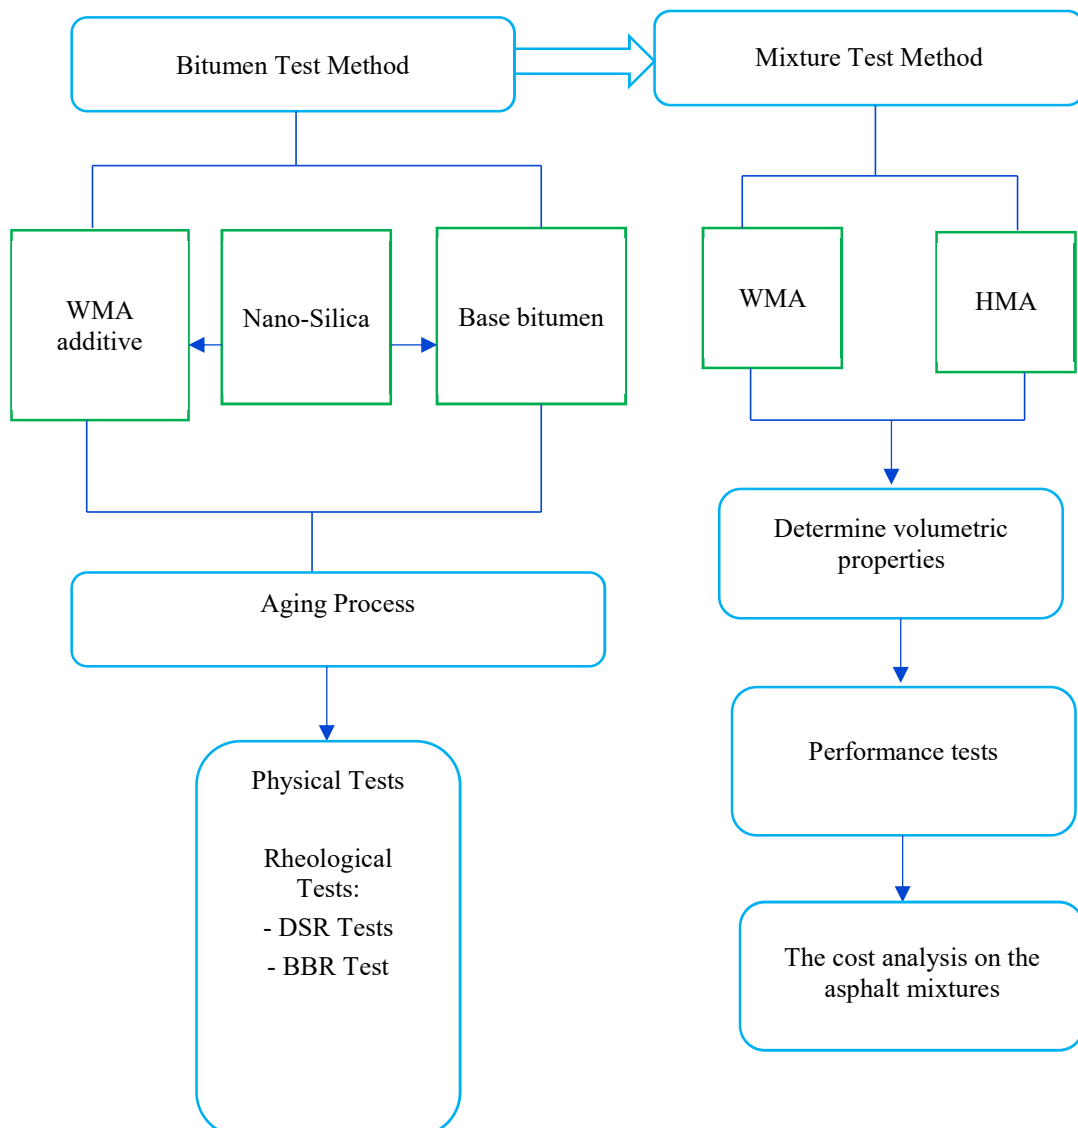 Bitumen Test Method
Mixture Test Method
WMA
additive
Nano-Silica
Base bitumen
WMA
HMA
Determine volumetric
properties
Aging Process
Performance tests
Physical Tests
Rheological
Tests:
- DSR Tests
- BBR Test
The cost analysis on the
asphalt mixtures